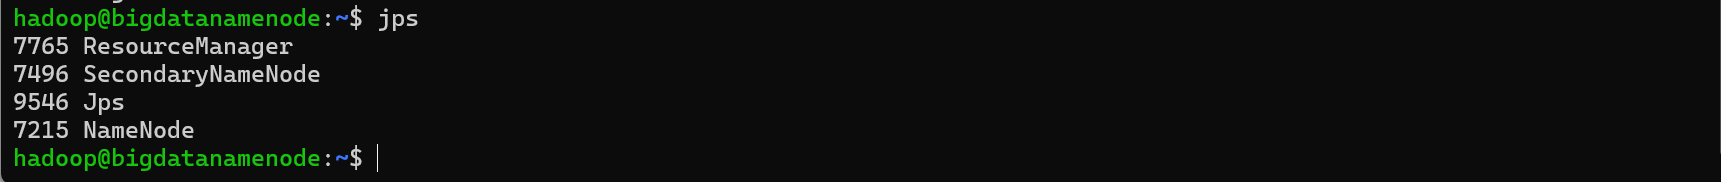 hadoop@bigdatanamenode:~$ jps
7765 ResourceManager
7496 SecondaryNameNode
9546 Jps
7215 NameNode
hadoop@bigdatanamenode:~$